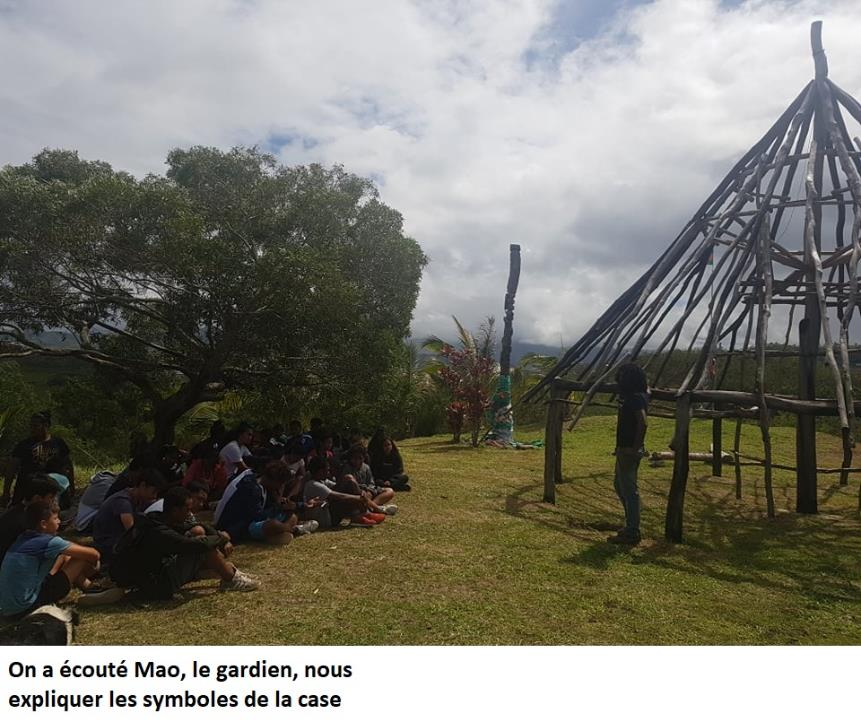 On a écouté Mao, le gardien, nous
expliquer les symboles de la case